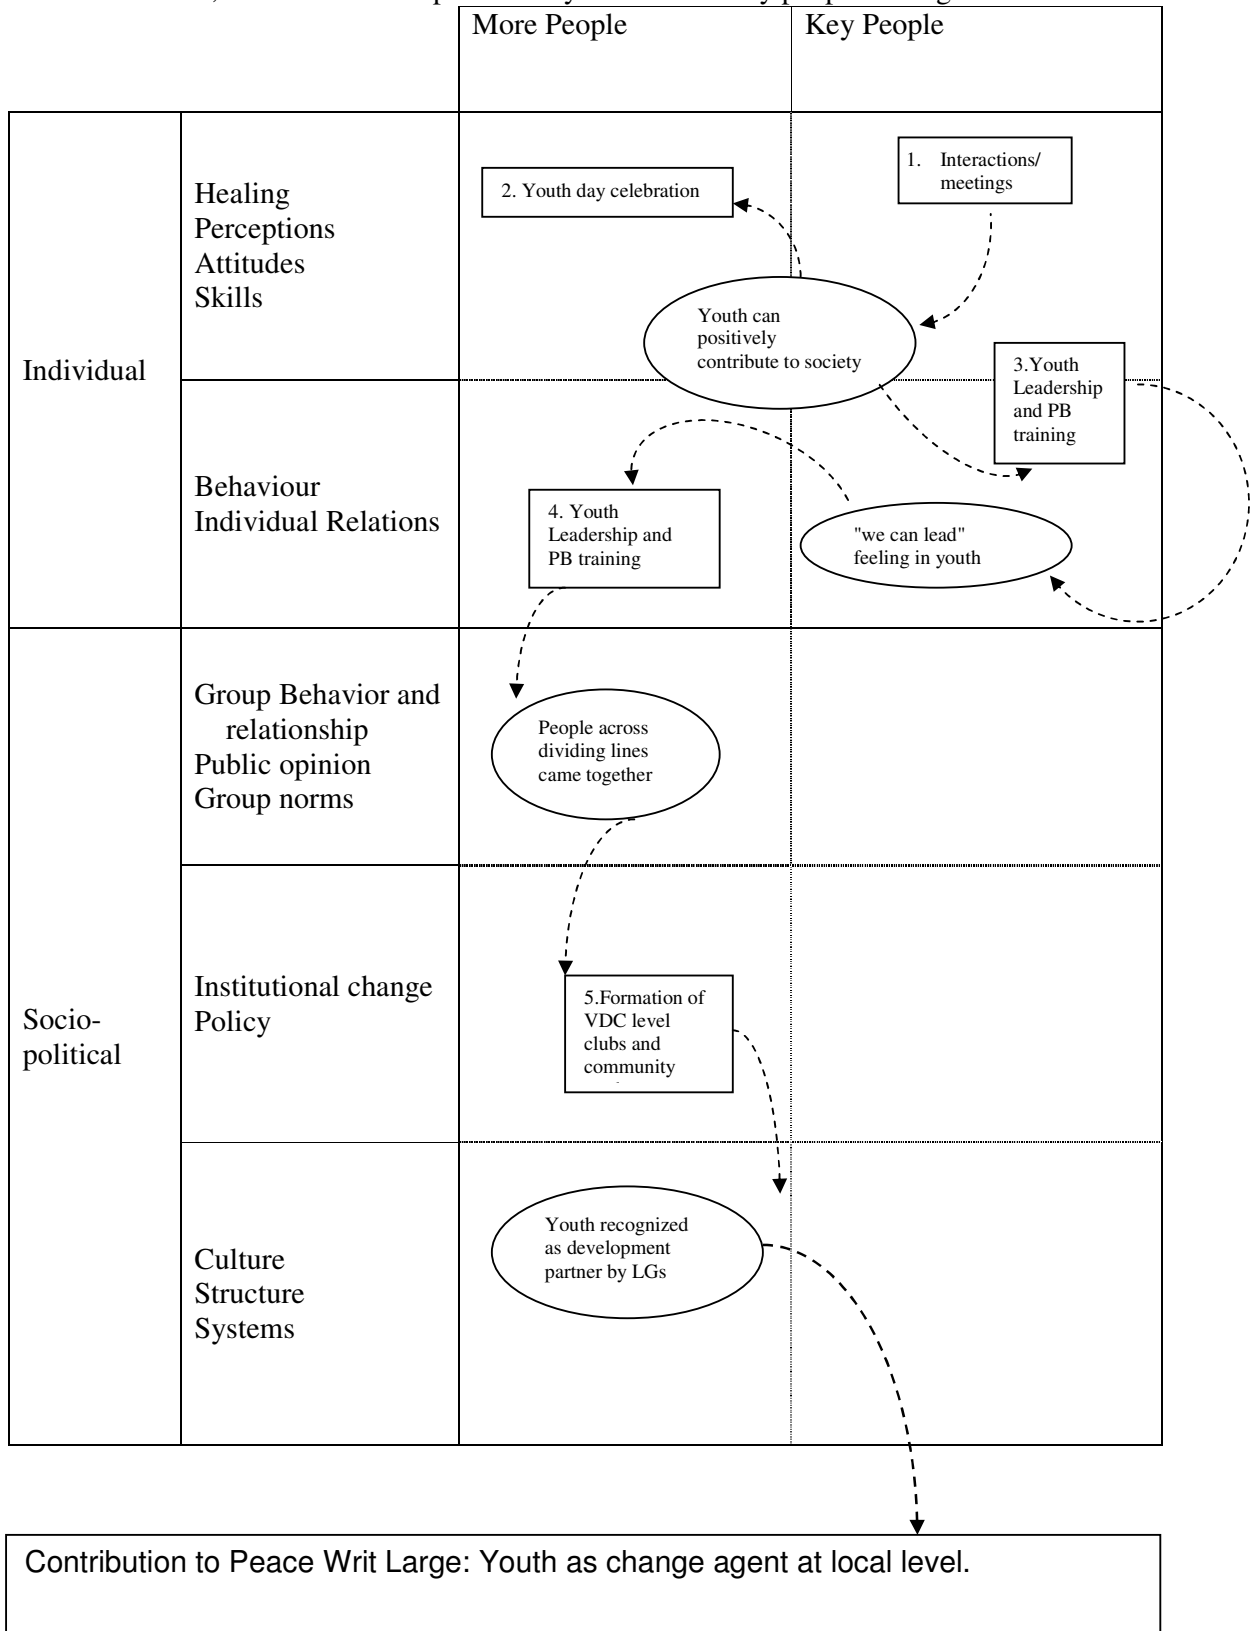 More People
Key People
1. Interactions/
meetings
2. Youth day celebration
Healing
Perceptions
Attitudes
Skills
Youth can
positively
contribute to society
Individual
3.Youth
Leadership
and PB
training
Behaviour
Individual Relations
4. Youth
Leadership and
PB training
"we can lead"
feeling in youth
Group Behavior and
relationship
Public opinion
Group norms
People across
dividing lines
came together
Socio-
political
Institutional change
Policy
5.Formation of
VDC level
clubs and
community
Culture
Structure
Systems
Youth recognized
as development
partner by LGs
Contribution to Peace Writ Large: Youth as change agent at local level.